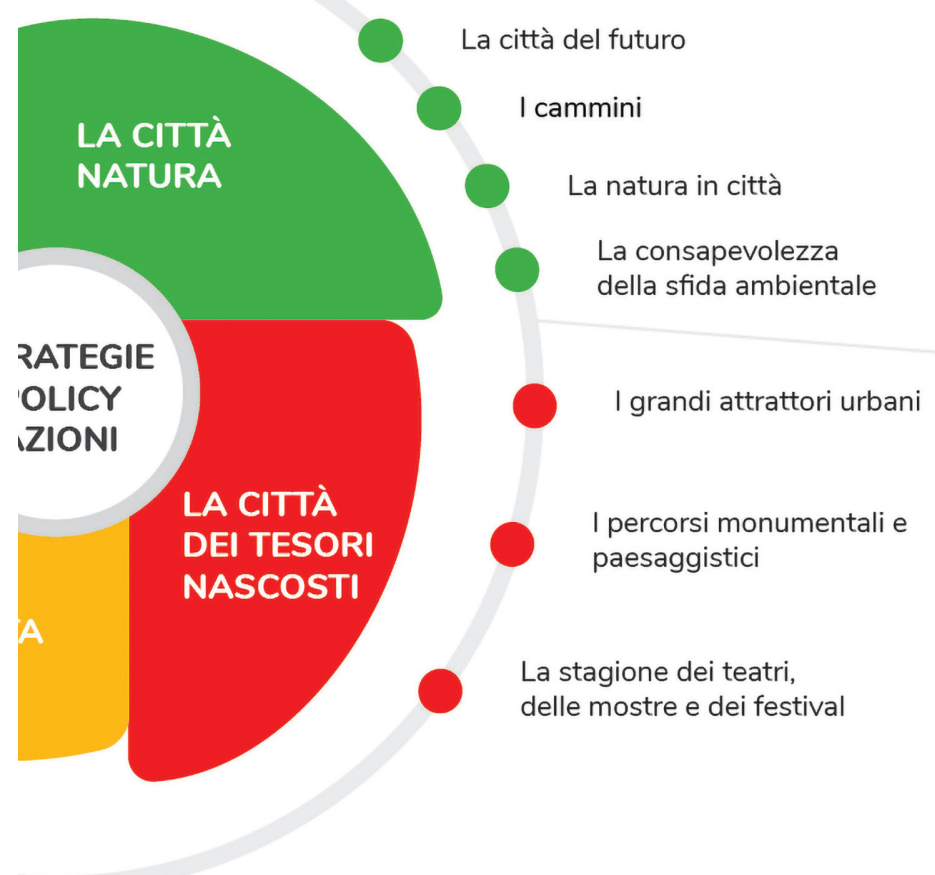 La città del futuro
I cammini
La natura in città
La consapevolezza
della sfida ambientale
LA CITTÀ
NATURA
RATEGIE
OLICY
AZIONI
I grandi attrattori urbani
LA CITTÀ
DEI TESORI
NASCOSTI
I percorsi monumentali e
paesaggistici
TA
La stagione dei teatri,
delle mostre e dei festival